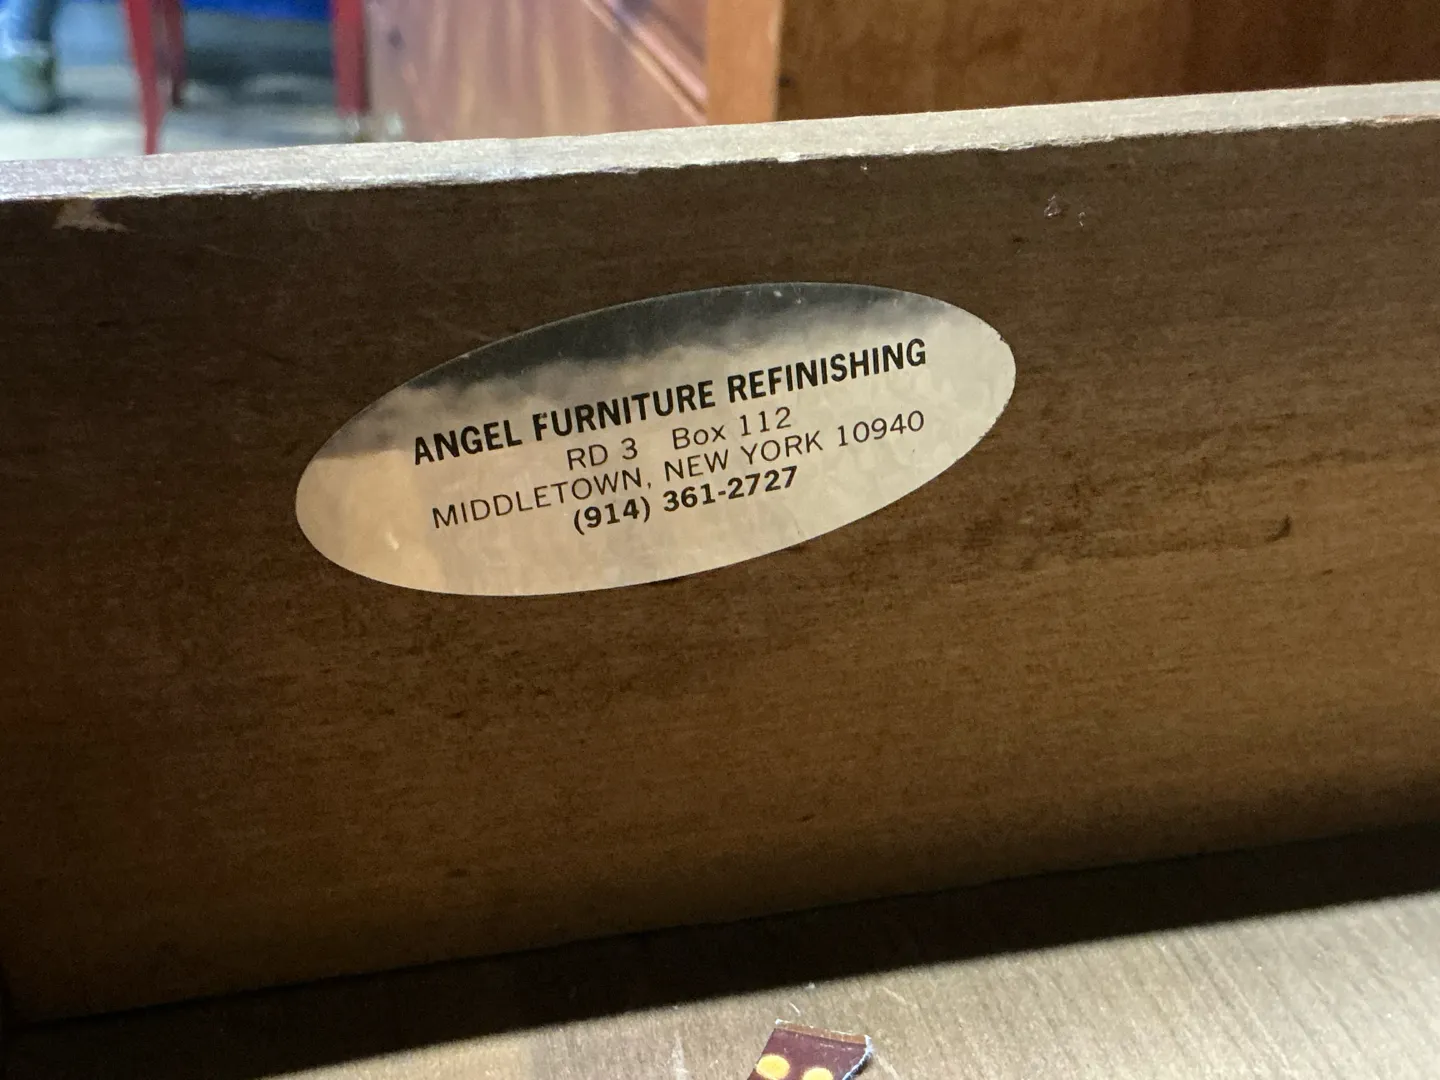 ANGEL FURNITURE REFINISHING
RD 3 Box 112
MIDDLETOWN, NEW YORK 10940
(914) 361-2727